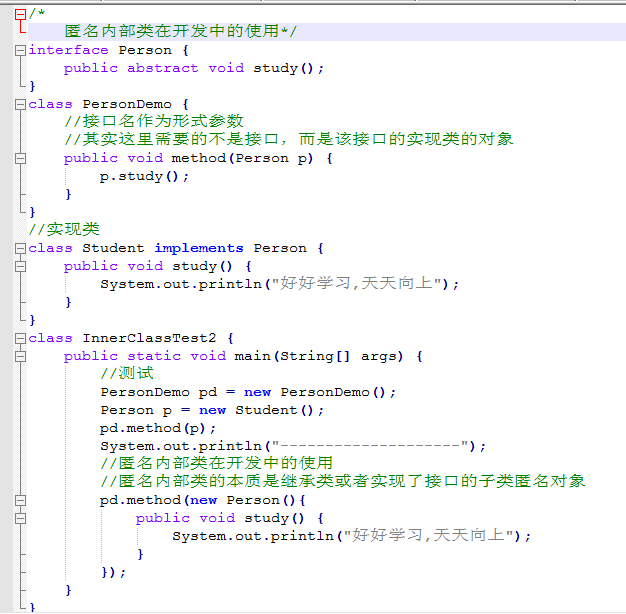 /*
    匿名内部类在开发中的使用*/
interface Person {
    public abstract void study();
}
class PersonDemo {
    //接口名作为形式参数
    //其实这里需要的不是接口，而是该接口的实现类的对象
    public void method(Person p) {
        p.study();
    }
}
//实现类
class Student implements Person {
    public void study() {
        System.out.println("好好学习,天天向上");
    }
}
class InnerClassTest2 {
    public static void main(String[] args) {
        //测试
        PersonDemo pd = new PersonDemo();
        Person p = new Student();
        pd.method(p);
        System.out.println("--------------------");
        //匿名内部类在开发中的使用
        //匿名内部类的本质是继承类或者实现了接口的子类匿名对象
        pd.method(new Person(){
            public void study() {
                System.out.println("好好学习,天天向上");
            }
        });
    }
}